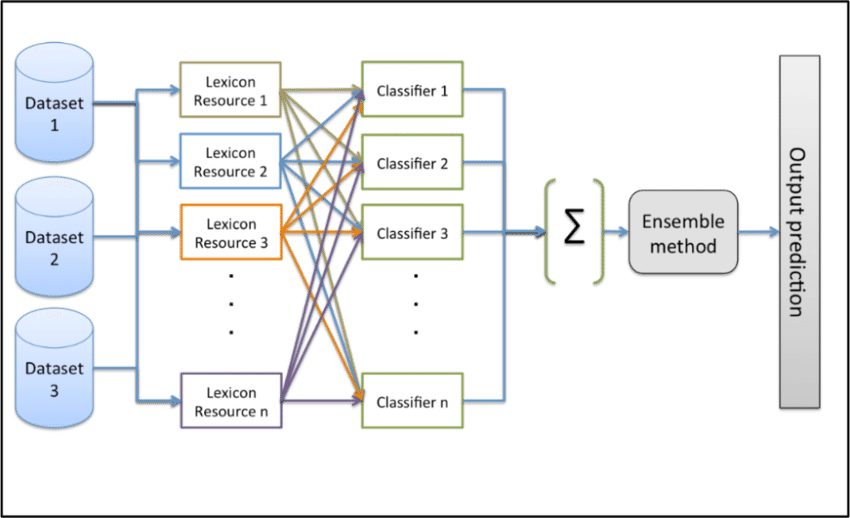 Dataset
1
Dataset
2
Dataset
3
Lexicon
Resource 1
Lexicon
Resource 2
Lexicon
Resource 3
.
.
.
Lexicon
Resource n
Classifier 1
Classifier 2
Classifier 3
.
.
.
Classifier n
[Σ]
Ensemble
method
Output prediction